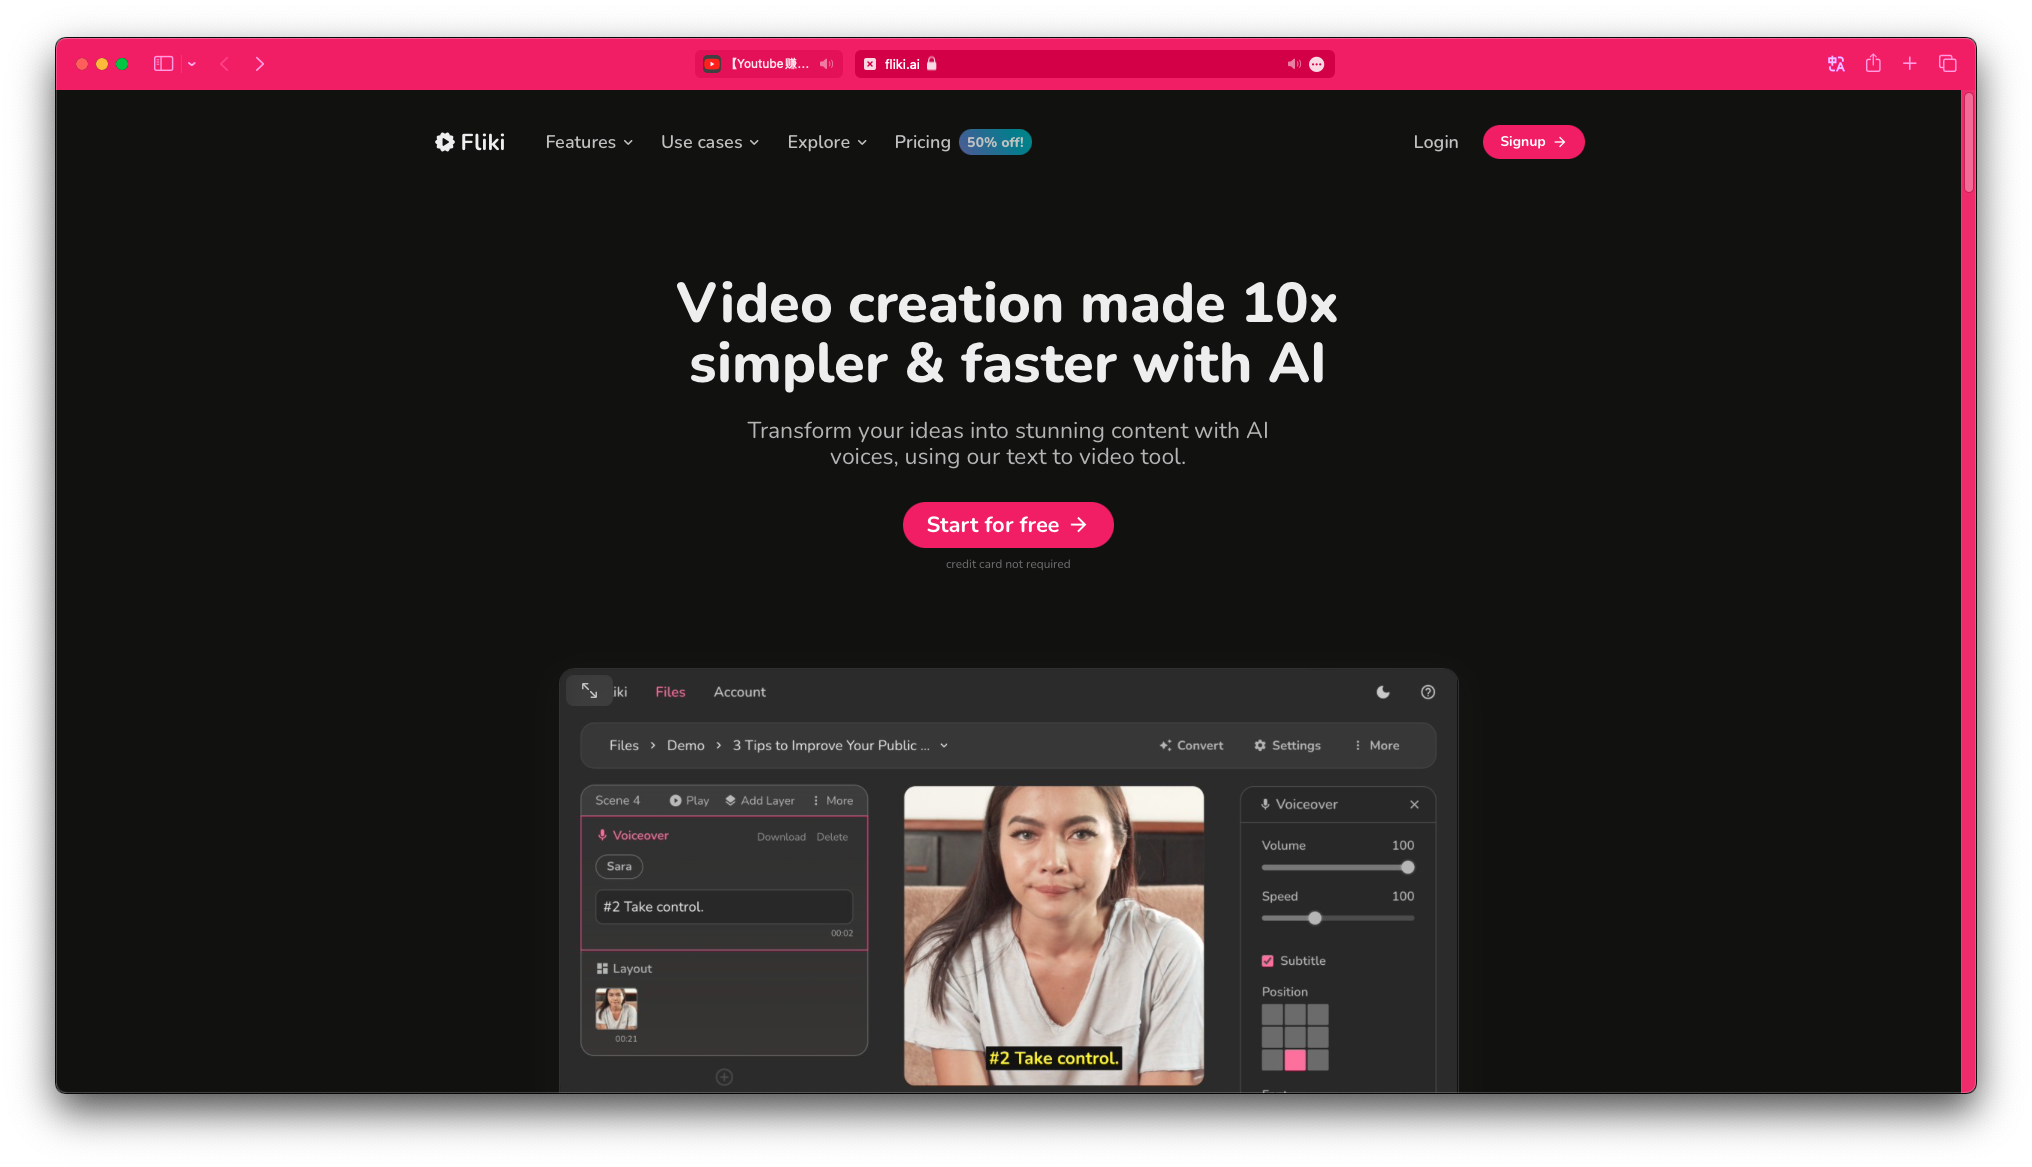 【Youtube賺...
fliki.ai
Fliki
Features
Use cases
Explore
Pricing
50% off!
Login
Signup
Video creation made 10x
simpler & faster with AI
Transform your ideas into stunning content with AI
voices, using our text to video tool.
Start for free
credit card not required
iki
Files
Account
Files
Demo
3 Tips to Improve Your Public ...
Convert
Settings
More
Scene 4
Play
Add Layer
More
Voiceover
Download
Delete
Sara
#2 Take control.
00:02
Layout
00:21
#2 Take control.
Voiceover
Volume
100
Speed
100
Subtitle
Position